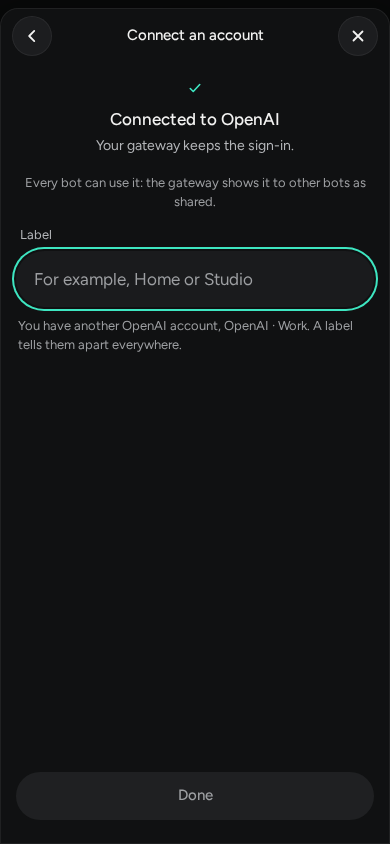 Connect an account
Connected to OpenAI
Your gateway keeps the sign-in.
Every bot can use it: the gateway shows it to other bots as
shared.
Label
For example, Home or Studio
You have another OpenAI account, OpenAI · Work. A label
tells them apart everywhere.
Done